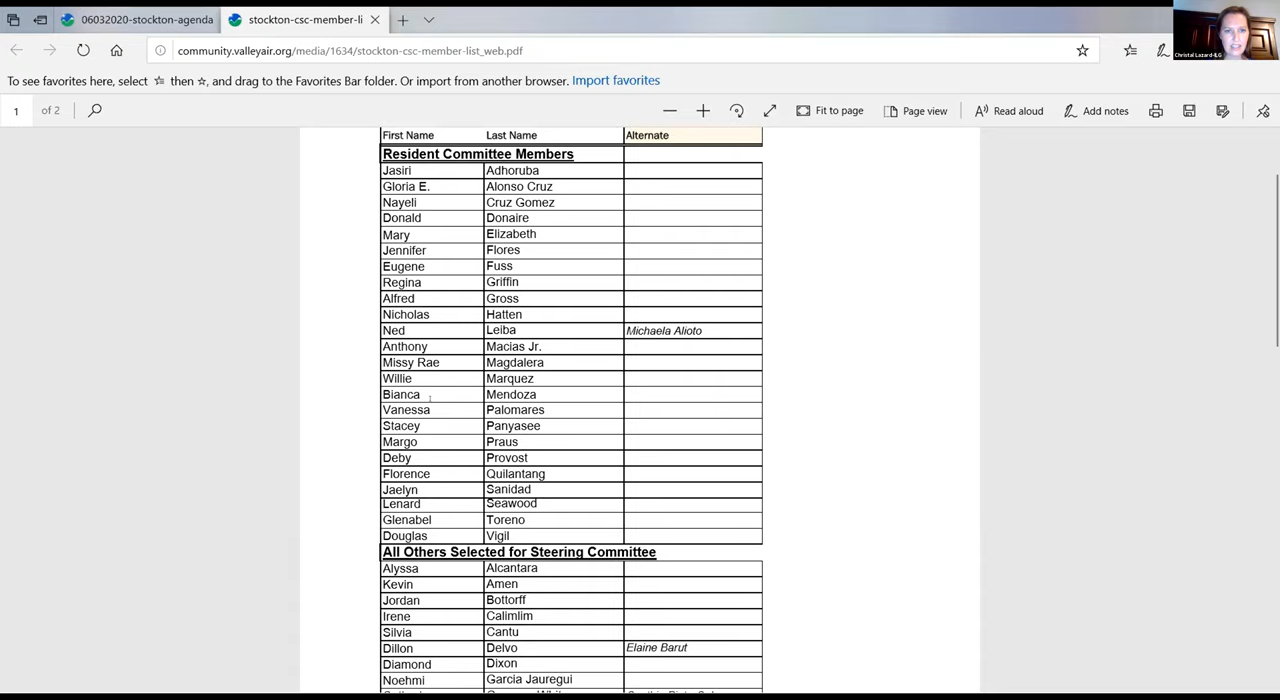 06032020-stockton-agenda
stockton-csc-member-li
community.valleyair.org/media/1634/stockton-csc-member-list_web.pdf
Christal Lazard-ILG
To see favorites here, select then ☆, and drag to the Favorites Bar folder. Or import from another browser. Import favorites
1 of 2 Fit to page Page view Read aloud Add notes
First Name Last Name Alternate
Resident Committee Members
Jasiri Adhoruba
Gloria E. Alonso Cruz
Nayeli Cruz Gomez
Donald Donaire
Mary Elizabeth
Jennifer Flores
Eugene Fuss
Regina Griffin
Alfred Gross
Nicholas Hatten
Ned Leiba Michaela Alioto
Anthony Macias Jr.
Missy Rae Magdalera
Willie Marquez
Bianca Mendoza
Vanessa Palomares
Stacey Panyasee
Margo Praus
Deby Provost
Florence Quilantang
Jaelyn Sanidad
Lenard Seawood
Glenabel Toreno
Douglas Vigil
All Others Selected for Steering Committee
Alyssa Alcantara
Kevin Amen
Jordan Bottorff
Irene Calimlim
Silvia Cantu
Dillon Delvo Elaine Barut
Diamond Dixon
Noehmi Garcia Jauregui